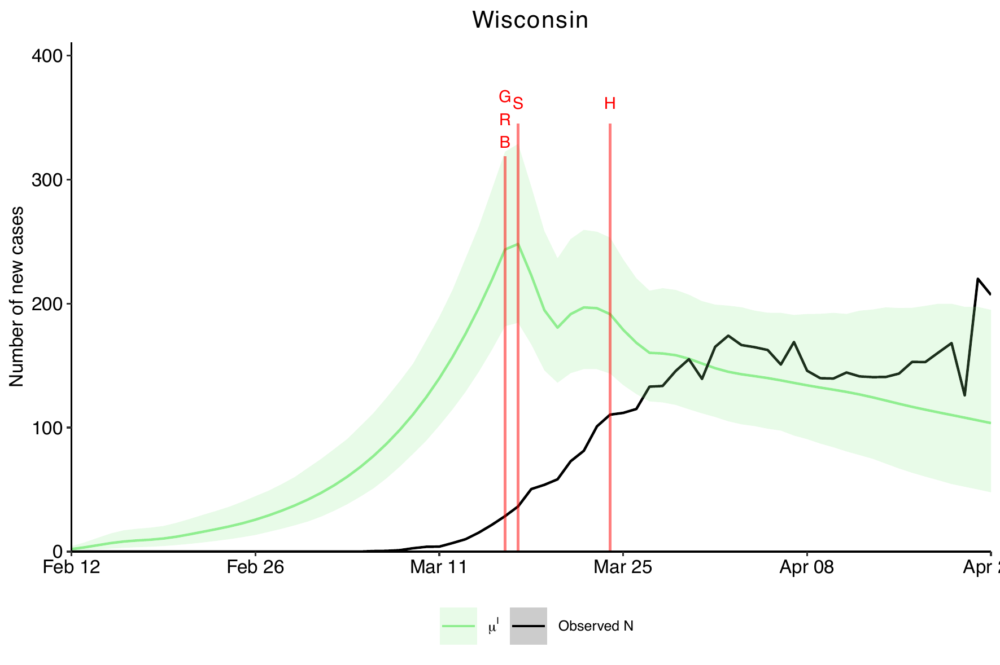 Wisconsin
Number of new cases
400
300
200
100
0
G
R
B
S
H
Feb 12
Feb 26
Mar 11
Mar 25
Apr 08
Apr
μ^I
Observed N